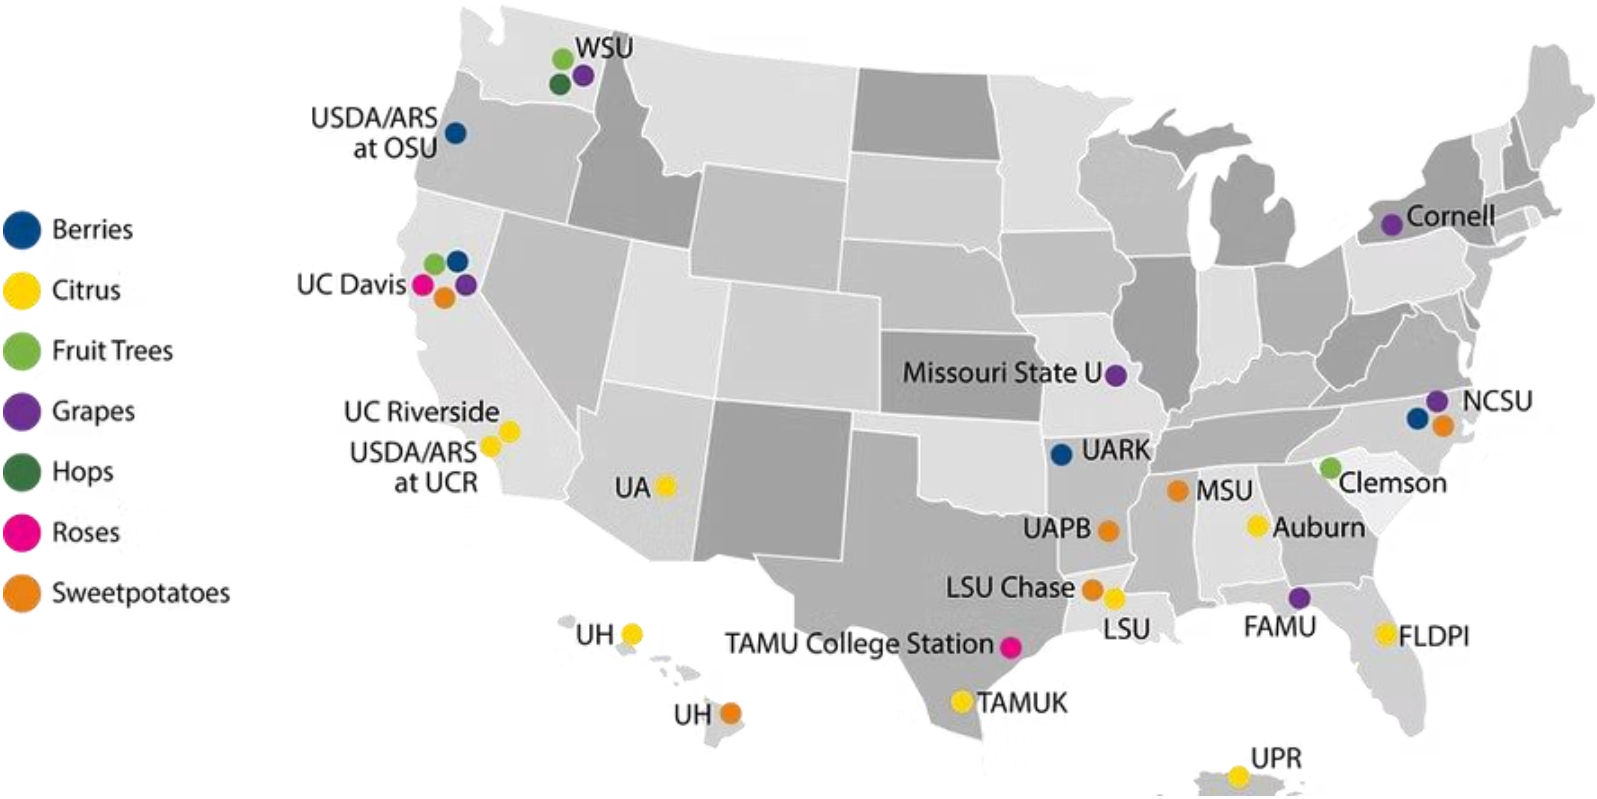 WSU
USDA/ARS
at OSU
Berries
Citrus
Fruit Trees
Grapes
Hops
Roses
Sweetpotatoes
Cornell
UC Davis
Missouri State U
NCSU
UC Riverside
USDA/ARS
at UCR
UARK
Clemson
UA
MSU
UAPB
Auburn
LSU Chase
LSU
FAMU
FLDPI
UH
TAMU College Station
TAMUK
UH
UPR